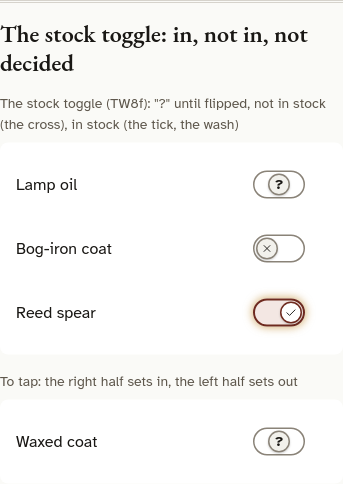 The stock toggle: in, not in, not
decided
The stock toggle (TW8f): "?" until flipped, not in stock
(the cross), in stock (the tick, the wash)
Lamp oil
?
Bog-iron coat
Reed spear
To tap: the right half sets in, the left half sets out
Waxed coat
?